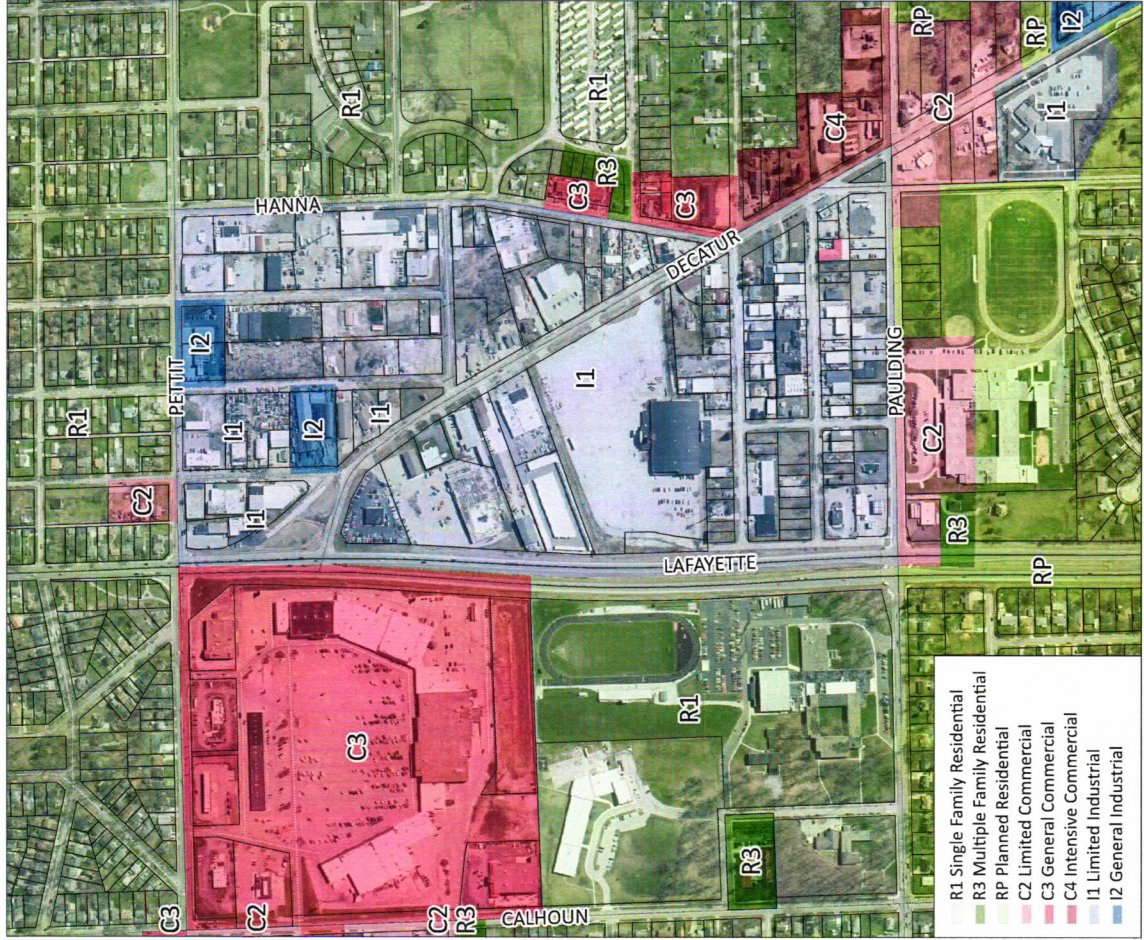 R1
C2
PETTIT
I2
HANNA
RP
C2
RP
I2
I1
R1
R1
C4
C3
R3
C3
I1
I2
I1
I1
DECATUR
I1
PAULDING
C2
R3
LAFAYETTE
RP
C3
R1
C3
C2
C2
R3
CALHOUN
R3
R1 Single Family Residential
R3 Multiple Family Residential
RP Planned Residential
C2 Limited Commercial
C3 General Commercial
C4 Intensive Commercial
I1 Limited Industrial
I2 General Industrial